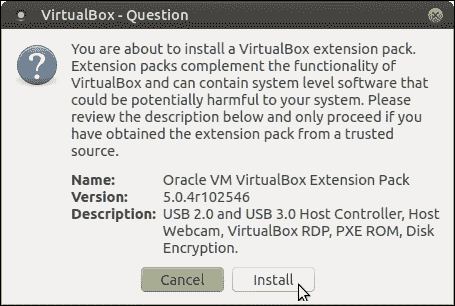 VirtualBox - Question
You are about to install a VirtualBox extension pack.
Extension packs complement the functionality of
VirtualBox and can contain system level software that
could be potentially harmful to your system. Please
review the description below and only proceed if you
have obtained the extension pack from a trusted
source.
Name: Oracle VM VirtualBox Extension Pack
Version: 5.0.4r102546
Description: USB 2.0 and USB 3.0 Host Controller, Host
Webcam, VirtualBox RDP, PXE ROM, Disk
Encryption.
Cancel Install